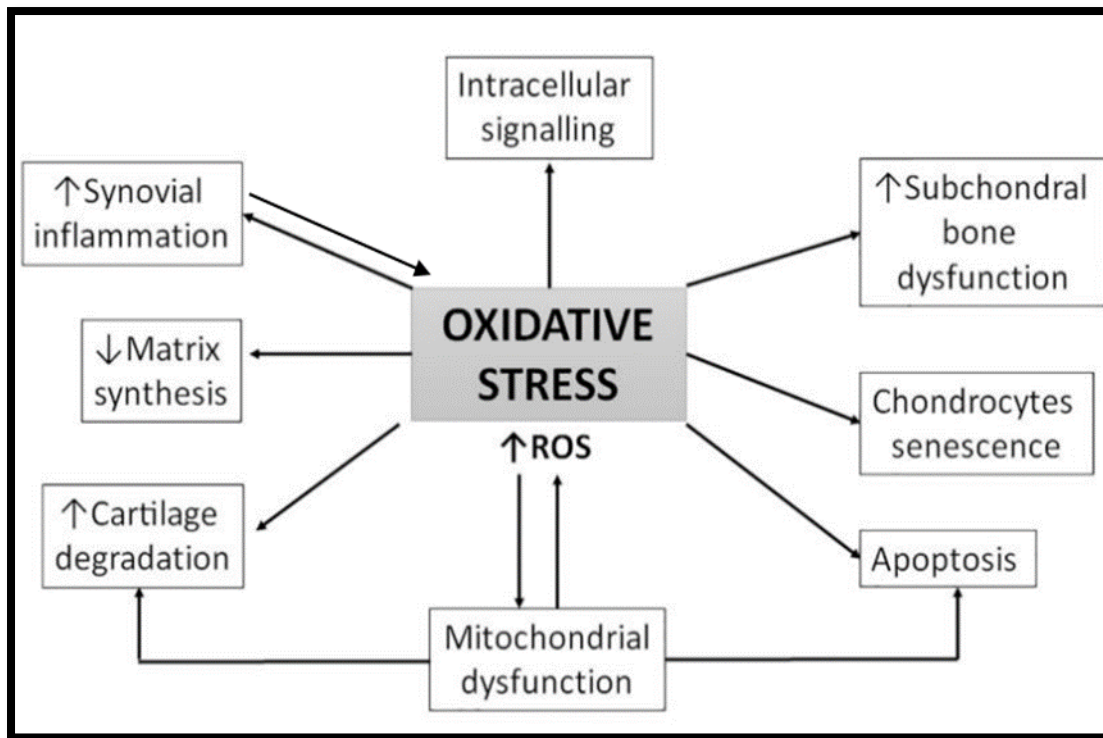 Intracellular
signalling
↑Synovial
inflammation
↑Subchondral
bone
dysfunction
OXIDATIVE
STRESS
↓Matrix
synthesis
Chondrocytes
senescence
↑ROS
↑Cartilage
degradation
Apoptosis
Mitochondrial
dysfunction